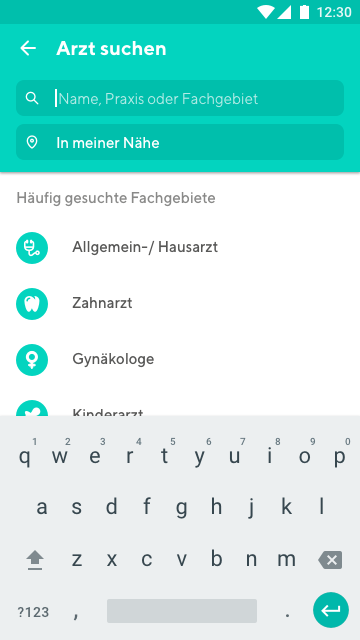 12:30
Arzt suchen
Name, Praxis oder Fachgebiet
In meiner Nähe
Häufig gesuchte Fachgebiete
Allgemein-/ Hausarzt
Zahnarzt
Gynäkologe
Kinderarzt
1 2 3 4 5 6 7 8 9 0
q w e r t y u i o p
a s d f g h j k l
z x c v b n m
?123 , .